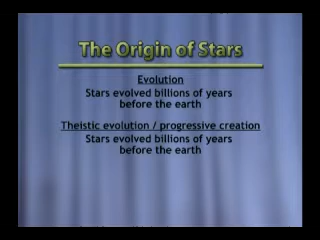 The Origin of Stars
Evolution
Stars evolved billions of years
before the earth
Theistic evolution / progressive creation
Stars evolved billions of years
before the earth